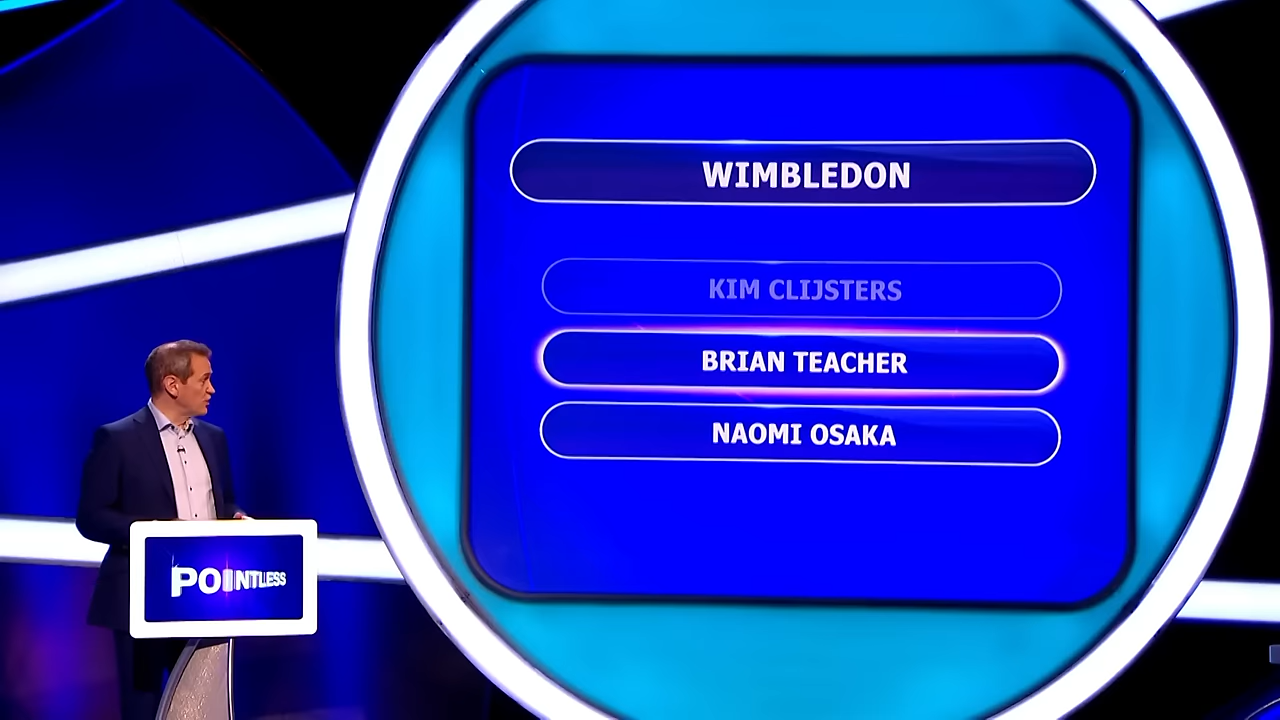 WIMBLEDON
KIM CLIJSTERS
BRIAN TEACHER
NAOMI OSAKA
POINTLESS